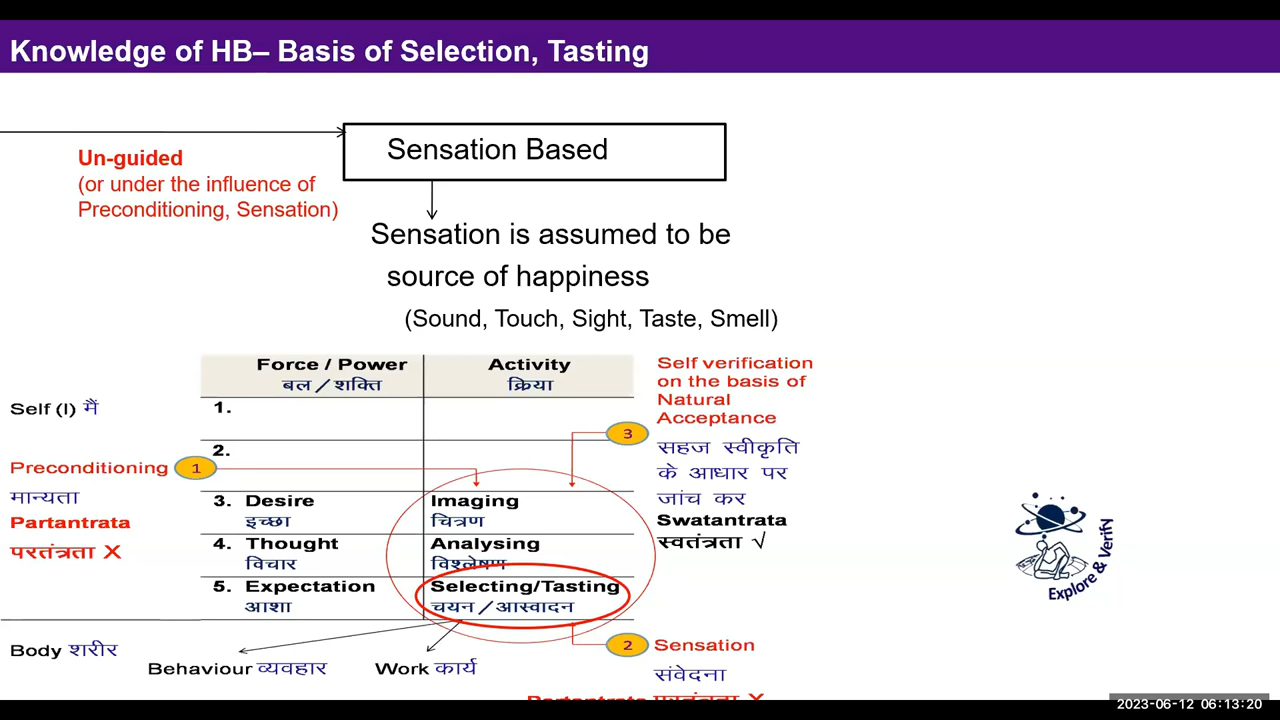 Knowledge of HB– Basis of Selection, Tasting
Sensation Based
Un-guided
(or under the influence of
Preconditioning, Sensation)
Sensation is assumed to be
source of happiness
(Sound, Touch, Sight, Taste, Smell)
Force / Power Activity
बल / शक्ति क्रिया
Self (I) मैं
1.
2.
Preconditioning 1
मान्यता
Partantrata
परतंत्रता X
3. Desire Imaging
इच्छा चित्रण
4. Thought Analysing
विचार विश्लेषण
5. Expectation Selecting/Tasting
आशा चयन / आस्वादन
Self verification
on the basis of
Natural
Acceptance
3
सहज स्वीकृति
के आधार पर
जांच कर
Swatantrata
स्वतंत्रता √
Body शरीर
Behaviour व्यवहार Work कार्य
2 Sensation
संवेदना
Partantrata परतंत्रता X
Explore & Verify
2023-06-12 06:13:20